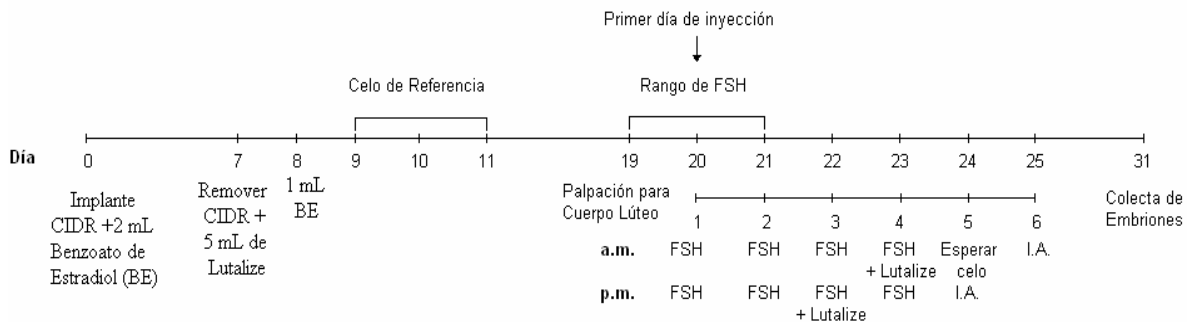 Primer día de inyección
Celo de Referencia
Rango de FSH
Día
0 7 8 9 10 11 19 20 21 22 23 24 25 31
Implante
CIDR +2 mL
Benzoato de
Estradiol (BE)
Remover
CIDR +
5 mL de
Lutalize
1 mL
BE
Palpación para
Cuerpo Lúteo
1 2 3 4 5 6
Colecta de
Embriones
a.m. FSH FSH FSH FSH Esperar I.A.
+ Lutalize celo
p.m. FSH FSH FSH FSH I.A.
+ Lutalize